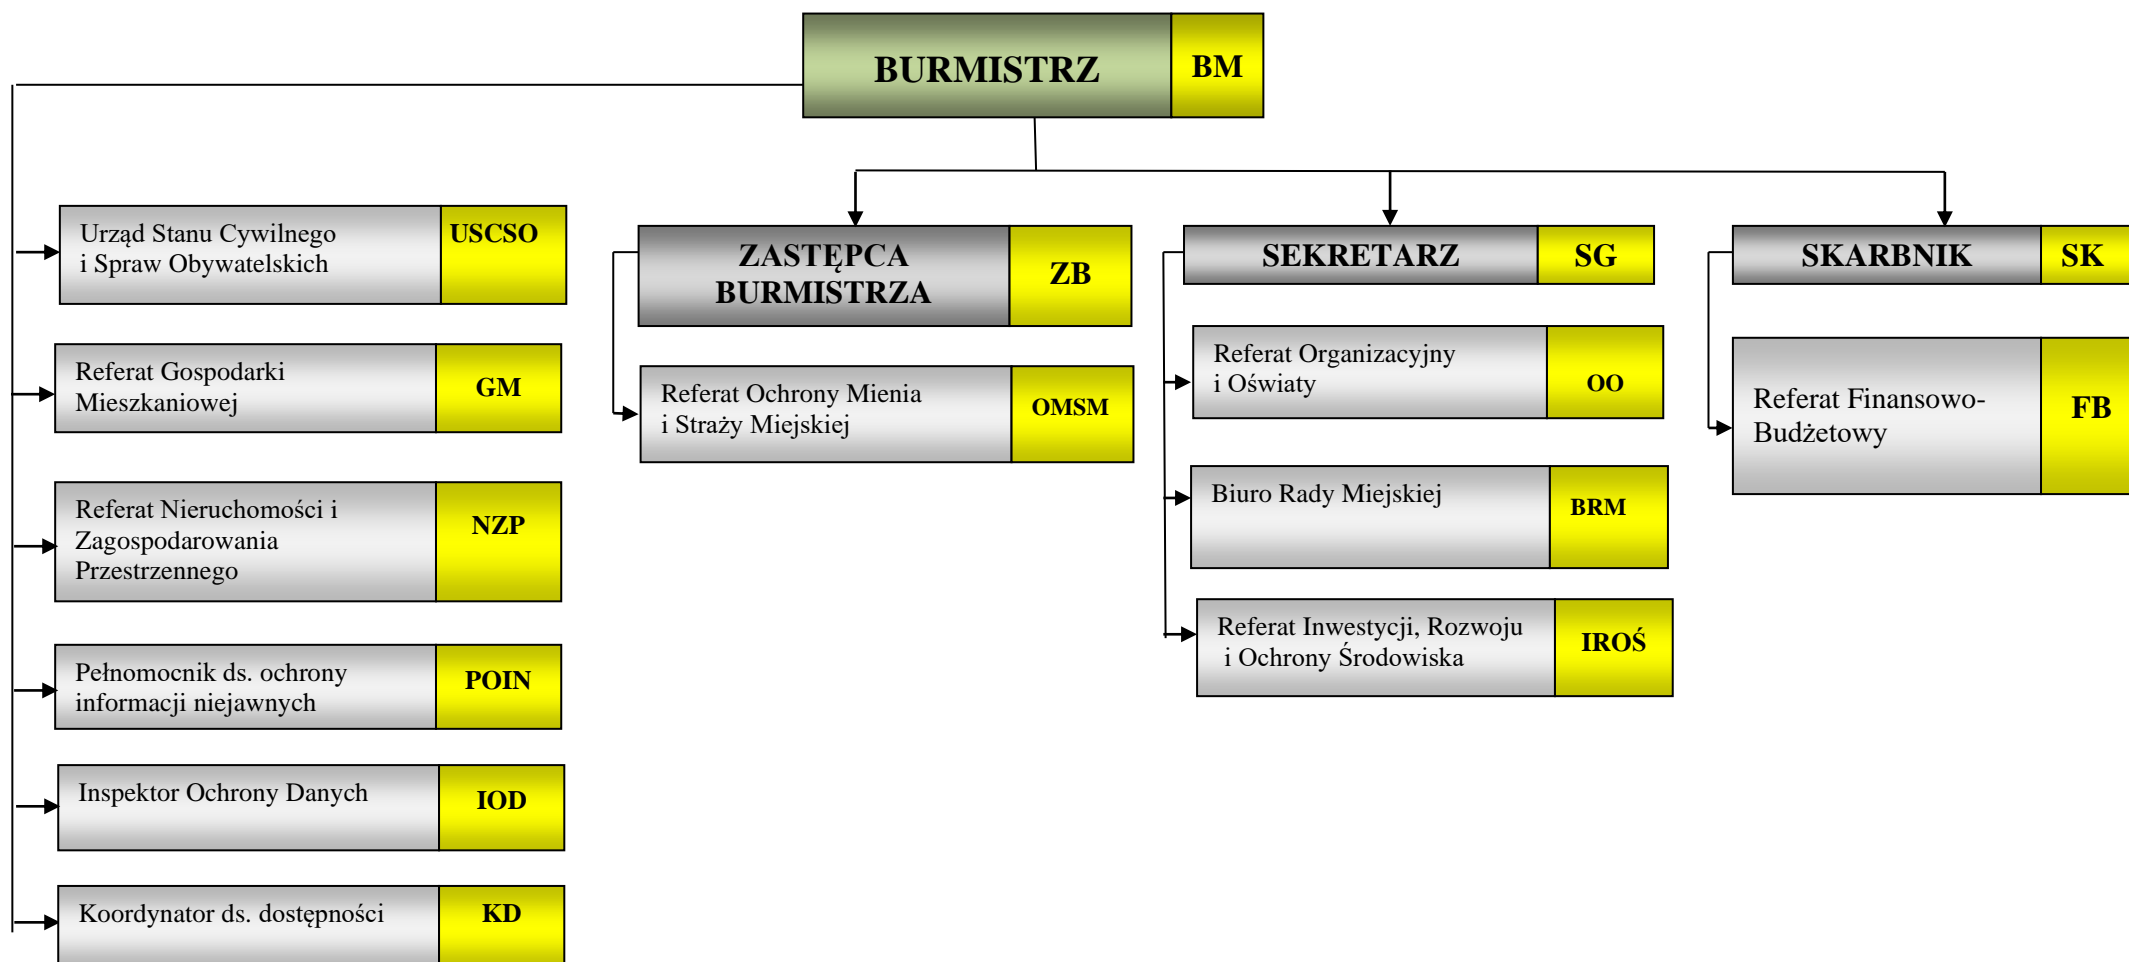 BURMISTRZ BM
Urząd Stanu Cywilnego
i Spraw Obywatelskich
USCSO
Referat Gospodarki
Mieszkaniowej
GM
Referat Nieruchomości i
Zagospodarowania
Przestrzennego
NZP
Pełnomocnik ds. ochrony
informacji niejawnych
POIN
Inspektor Ochrony Danych
IOD
Koordynator ds. dostępności
KD
ZASTĘPCA
BURMISTRZA
ZB
Referat Ochrony Mienia
i Straży Miejskiej
OMSM
SEKRETARZ
SG
Referat Organizacyjny
i Oświaty
OO
Biuro Rady Miejskiej
BRM
Referat Inwestycji, Rozwoju
i Ochrony Środowiska
IROŚ
SKARBNIK
SK
Referat Finansowo-
Budżetowy
FB